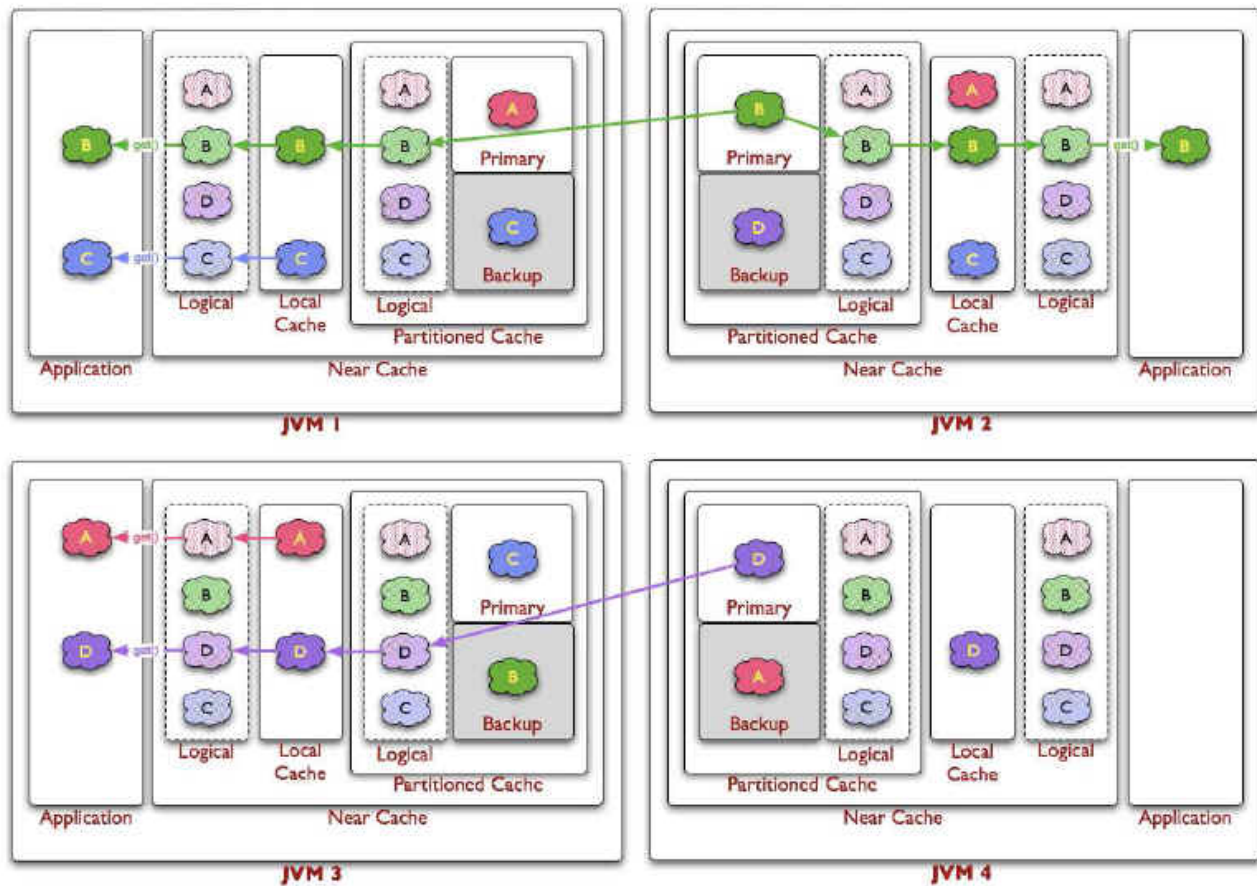 A A A
B get() B B B
Primary
D D
C get() C C C C
Backup
Logical Local Cache Logical
Partitioned Cache
Application Near Cache
JVM 1
B A A A
Primary
B B B get() B
D D D
Backup
C C C
Logical Local Cache Logical
Partitioned Cache
Near Cache Application
JVM 2
A get() A A A C
Primary
B B
D get() D D D B
Backup
C C
Logical Local Cache Logical
Partitioned Cache
Application Near Cache
JVM 3
D A A
Primary
B B
A D D D
Backup
C C
Logical Local Cache Logical
Partitioned Cache
Near Cache Application
JVM 4